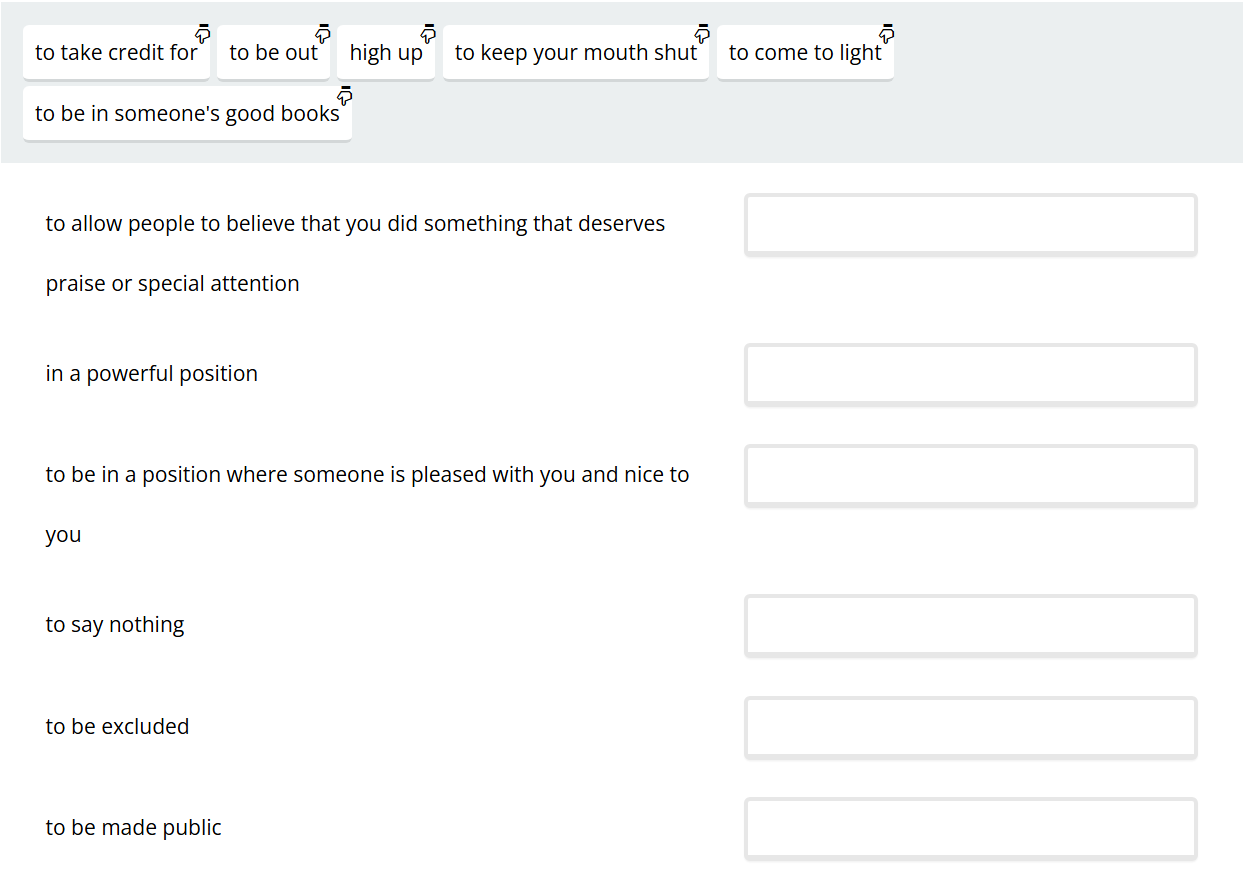 to take credit for to be out high up to keep your mouth shut to come to light
to be in someone's good books
to allow people to believe that you did something that deserves
praise or special attention
in a powerful position
to be in a position where someone is pleased with you and nice to
you
to say nothing
to be excluded
to be made public